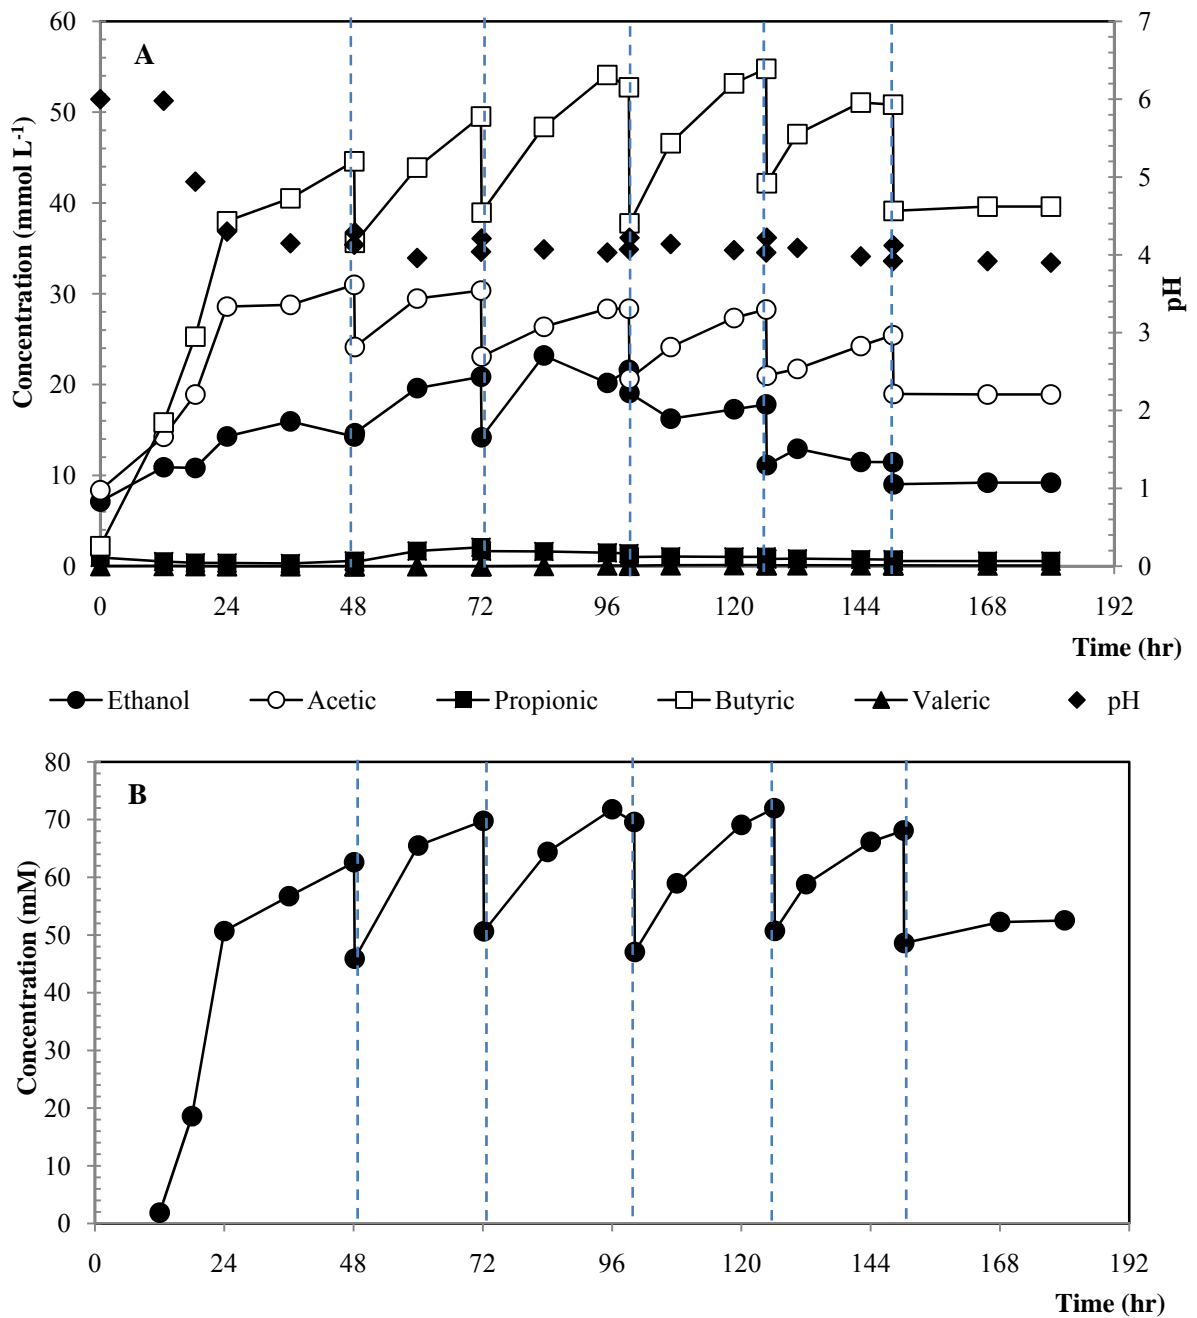 60
50
40
30
20
10
0
Concentration (mmol L⁻¹)
A
7
6
5
4
3
2
1
0
pH
0 24 48 72 96 120 144 168 192
Time (hr)
Ethanol Acetic Propionic Butyric Valeric pH
80
70
60
50
40
30
20
10
0
Concentration (mM)
B
0 24 48 72 96 120 144 168 192
Time (hr)